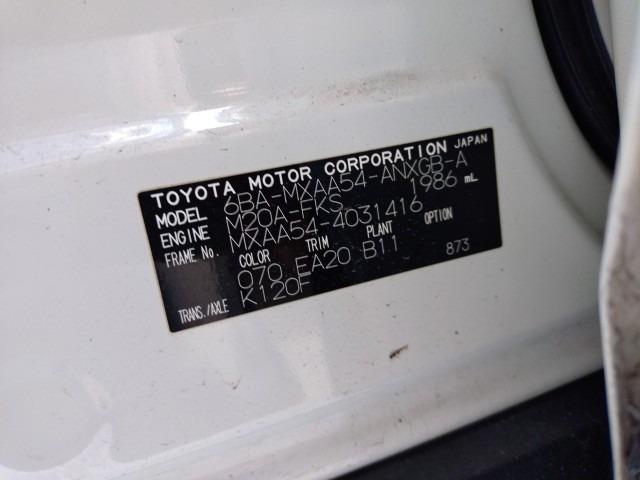 TOYOTA MOTOR CORPORATION JAPAN
MODEL 6BA-MXAA54-ANXGB-A
ENGINE M20A-FKS 1986 mL
FRAME No. MXAA54-4031416
COLOR TRIM PLANT OPTION
070 EA20 B11 873
TRANS./AXLE K120F